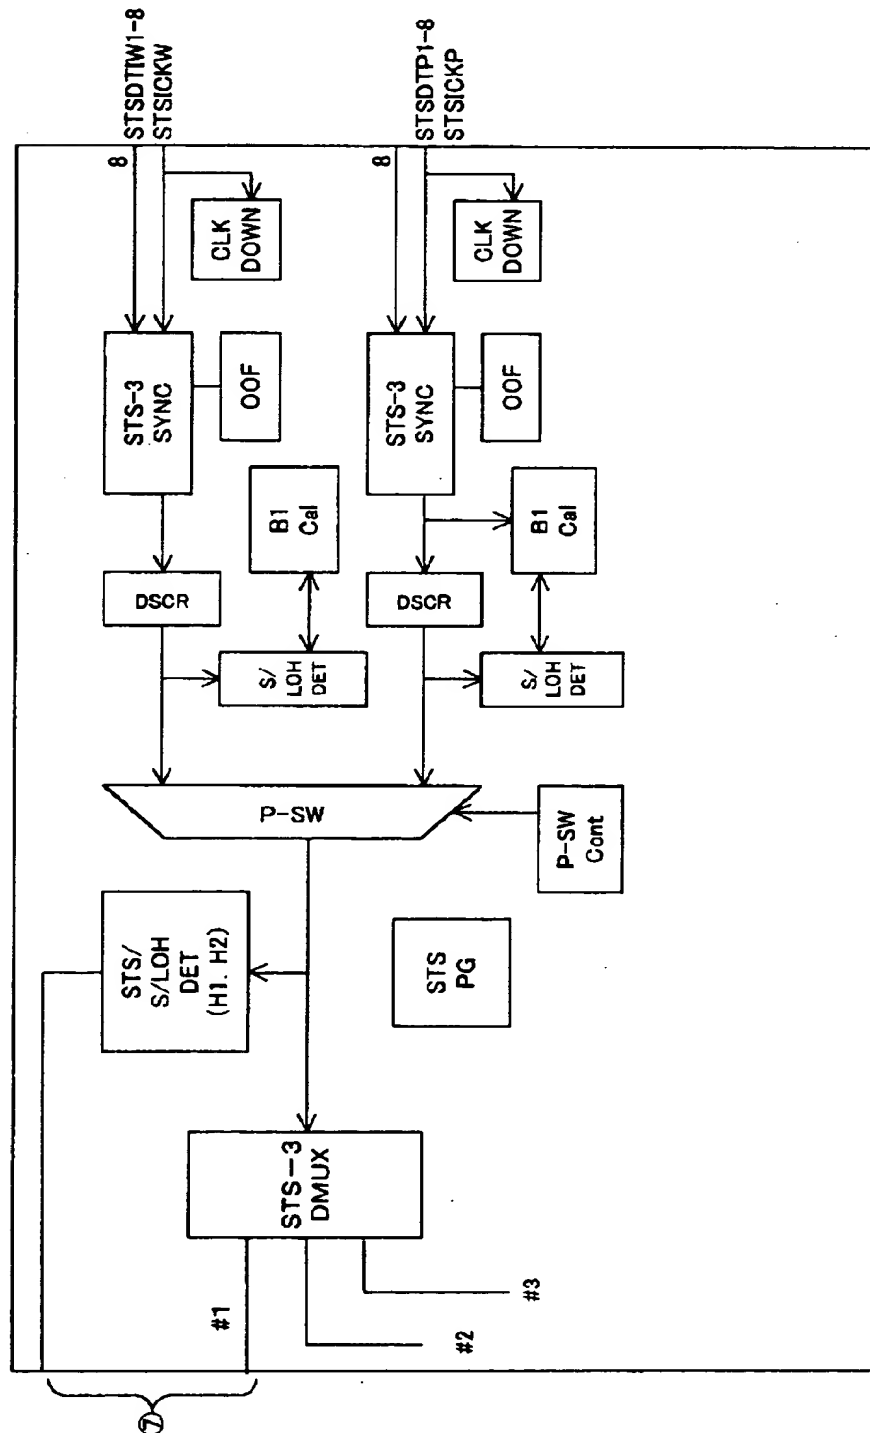 STSDTIW1-8
STSICKW
8
CLK
DOWN
STS-3
SYNC
OOF
B1
Cal
DSCR
S/
LOH
DET
STSDTP1-8
STSICKP
8
CLK
DOWN
STS-3
SYNC
OOF
B1
Cal
DSCR
S/
LOH
DET
P-SW
P-SW
Cont
STS/
S/LOH
DET
(H1. H2)
STS
PG
STS-3
DMUX
#1
#2
#3
⑦